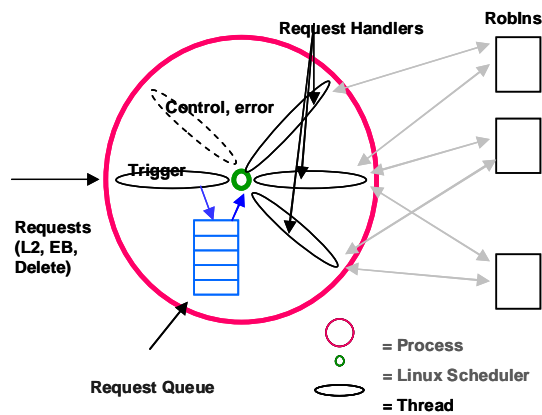 RobIns
Request Handlers
Control, error
Trigger
Requests
(L2, EB,
Delete)
Request Queue
= Process
= Linux Scheduler
= Thread